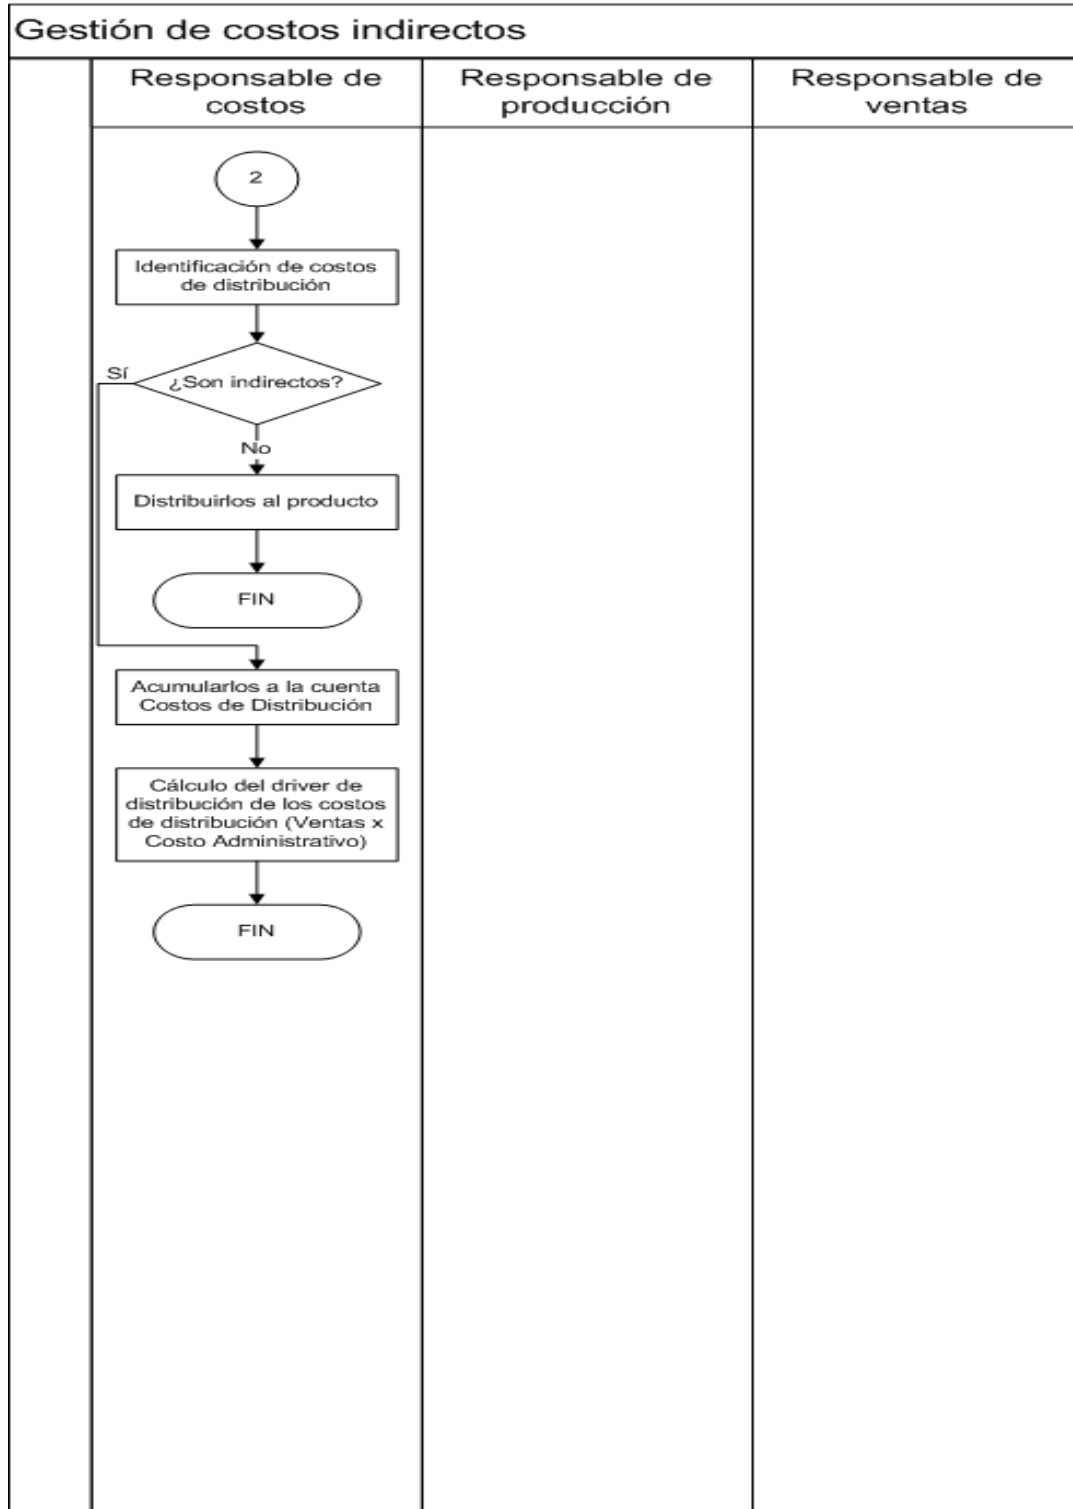 Gestión de costos indirectos
Responsable de
costos
Responsable de
producción
Responsable de
ventas
2
Identificación de costos
de distribución
Sí
¿Son indirectos?
No
Distribuirlos al producto
FIN
Acumularlos a la cuenta
Costos de Distribución
Cálculo del driver de
distribución de los costos
de distribución (Ventas x
Costo Administrativo)
FIN